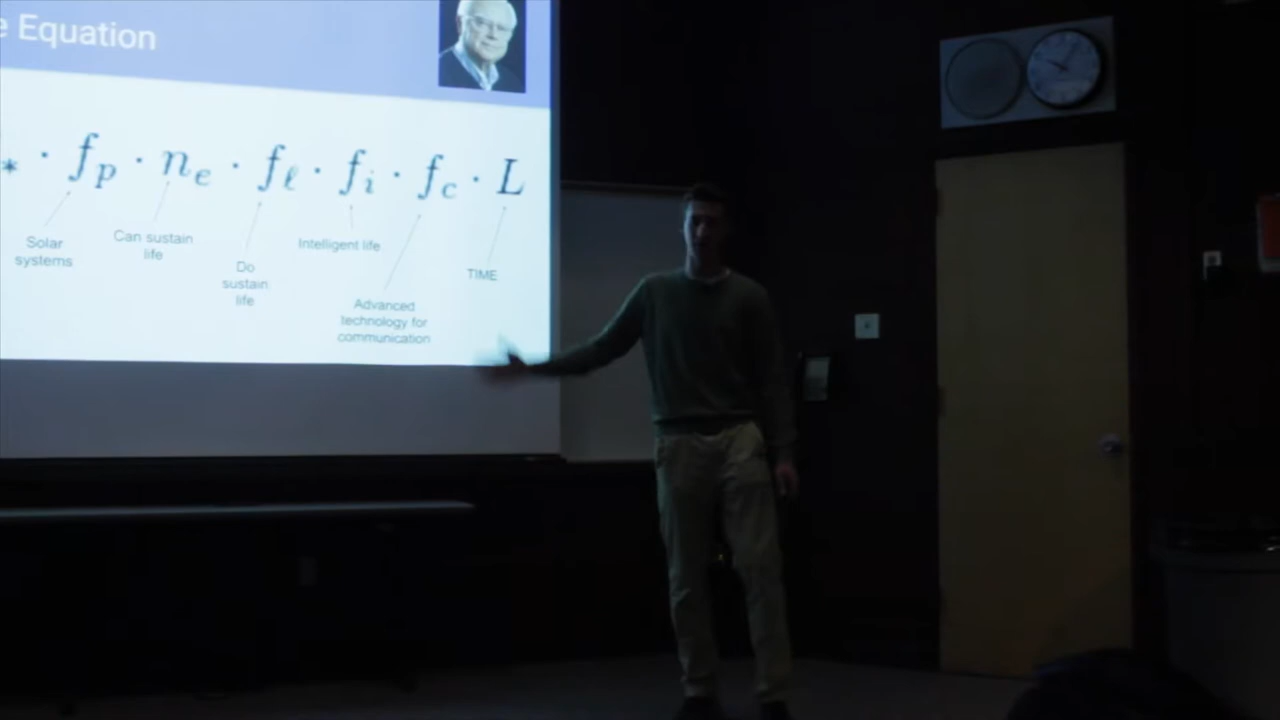 e Equation
* · fp · ne · fℓ · fi · fc · L
Solar
systems
Can sustain
life
Do
sustain
life
Intelligent life
Advanced
technology for
communication
TIME